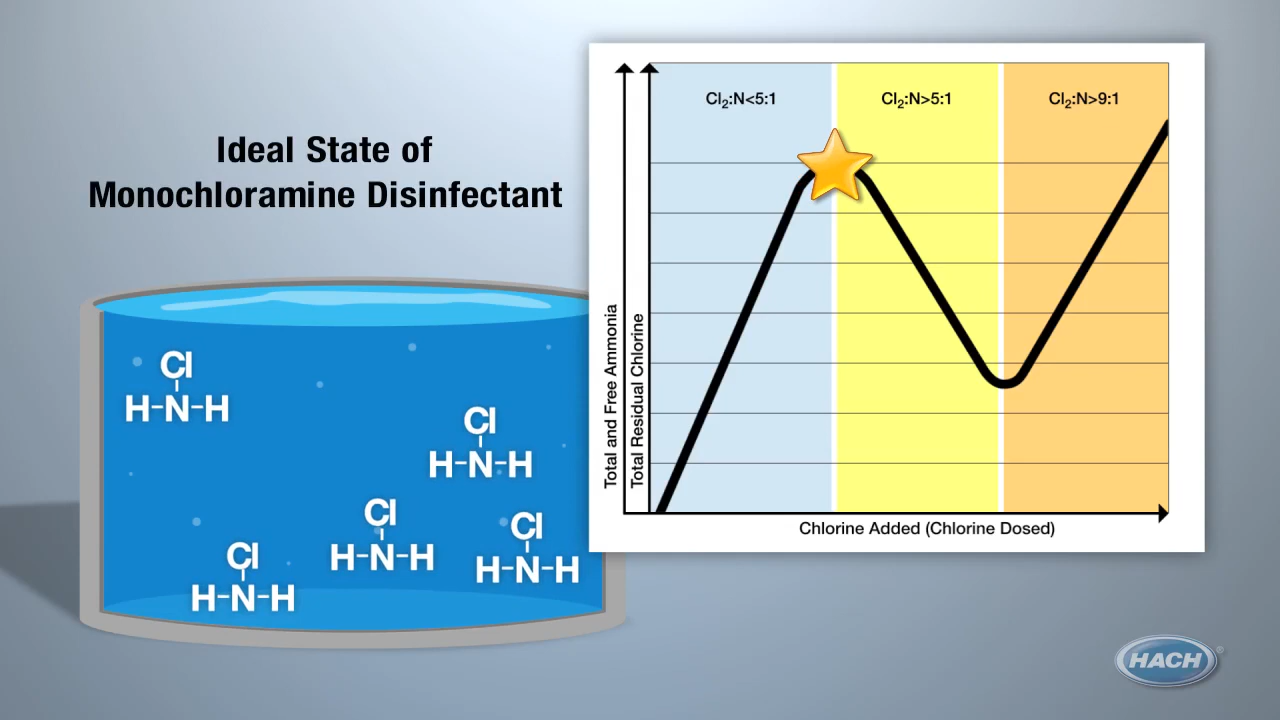 Ideal State of
Monochloramine Disinfectant
Cl
H-N-H
Cl
H-N-H
Cl
H-N-H
Cl
H-N-H
Cl
H-N-H
Cl₂:N<5:1
Cl₂:N>5:1
Cl₂:N>9:1
Total and Free Ammonia
Total Residual Chlorine
Chlorine Added (Chlorine Dosed)
HACH®